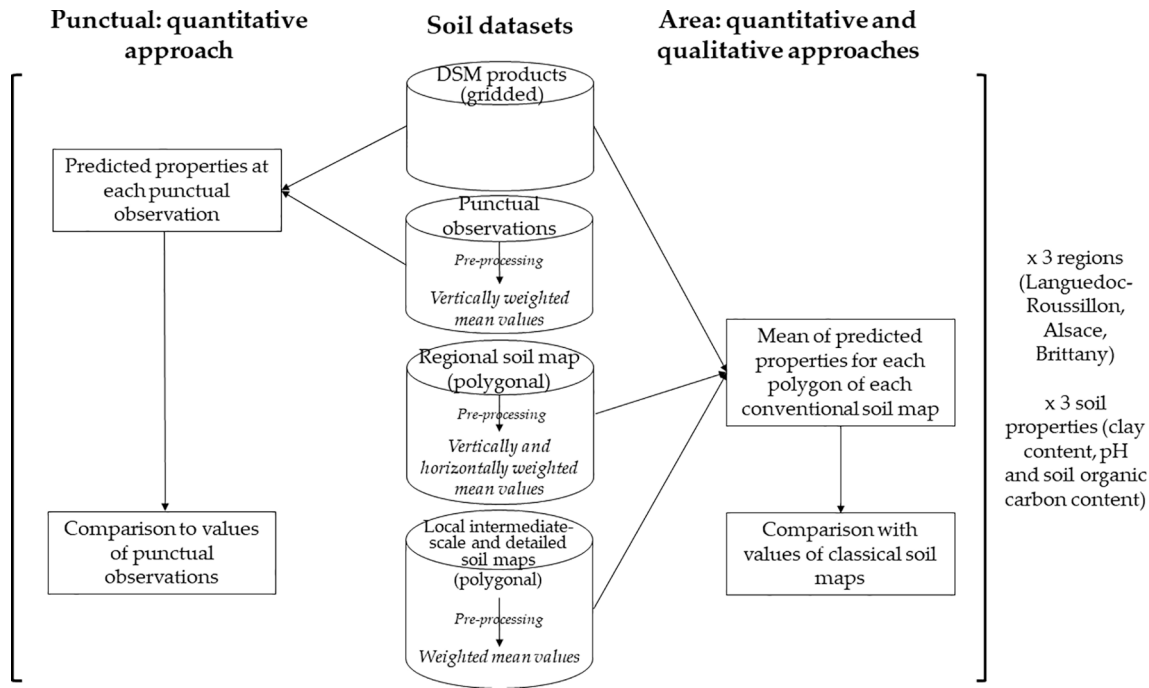 Punctual: quantitative
approach
Soil datasets
Area: quantitative and
qualitative approaches
DSM products
(gridded)
Predicted properties at
each punctual
observation
Punctual
observations
Pre-processing
Vertically weighted
mean values
Regional soil map
(polygonal)
Pre-processing
Vertically and
horizontally weighted
mean values
Mean of predicted
properties for each
polygon of each
conventional soil map
Local intermediate-
scale and detailed
soil maps
(polygonal)
Pre-processing
Weighted mean values
Comparison to values
of punctual
observations
Comparison with
values of classical soil
maps
x 3 regions
(Languedoc-
Roussillon,
Alsace,
Brittany)
x 3 soil
properties (clay
content, pH
and soil organic
carbon content)